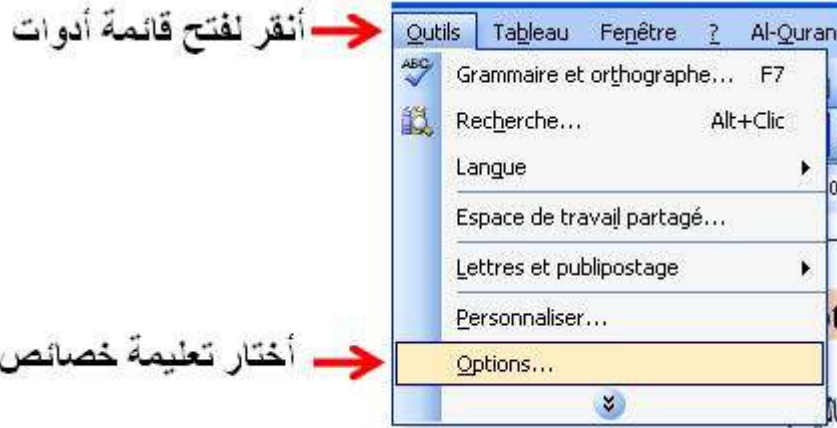 أنقر لفتح قائمة أدوات
Outils Tableau Fenêtre ? Al-Quran
Grammaire et orthographe... F7
Recherche... Alt+Clic
Langue
Espace de travail partagé...
Lettres et publipostage
Personnaliser...
أختار تعليمة خصائص
Options...